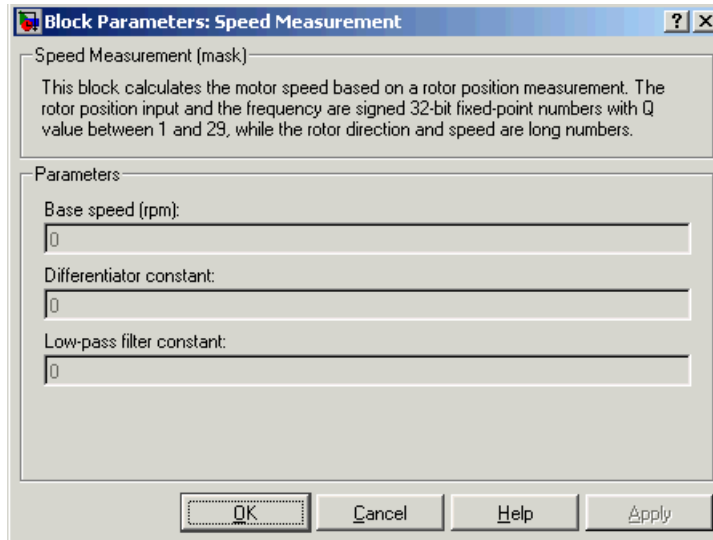 Block Parameters: Speed Measurement
Speed Measurement (mask)
This block calculates the motor speed based on a rotor position measurement. The
rotor position input and the frequency are signed 32-bit fixed-point numbers with Q
value between 1 and 29, while the rotor direction and speed are long numbers.
Parameters
Base speed (rpm):
0
Differentiator constant:
0
Low-pass filter constant:
0
OK Cancel Help Apply